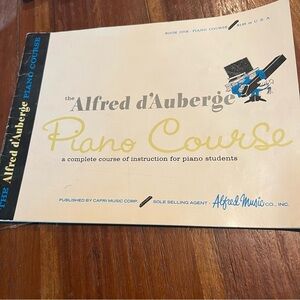 BOOK ONE · PIANO COURSE
IN U.S.A.
the Alfred d'Auberge
Piano Course
a complete course of instruction for piano students
PUBLISHED BY CAPRI MUSIC CORP.
SOLE SELLING AGENT: Alfred Music CO., INC.
THE Alfred d'Auberge PIANO COURSE